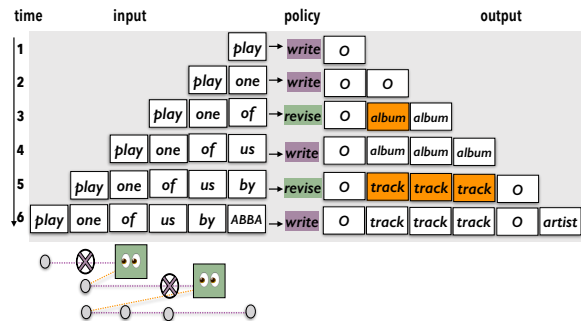 time input policy output
1 play write O
2 play one write O O
3 play one of revise O album album
4 play one of us write O album album album
5 play one of us by revise O track track track O
6 play one of us by ABBA write O track track track O artist